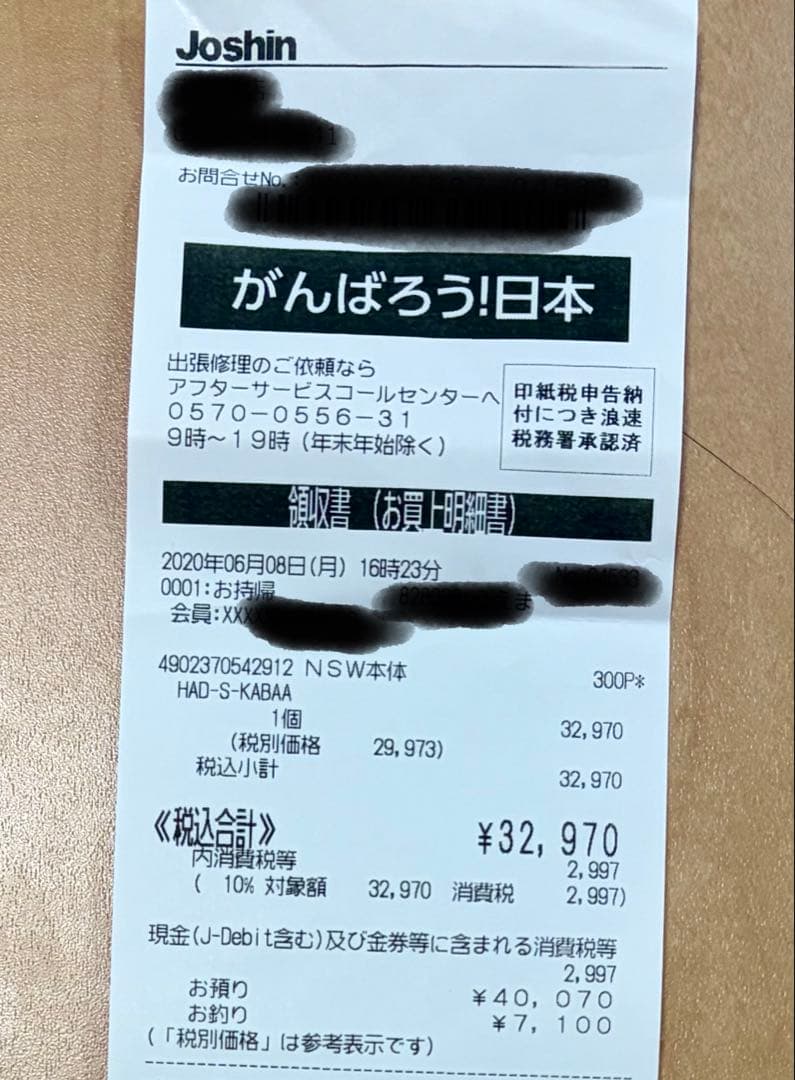 Joshin
お問合せNo.:
がんばろう!日本
出張修理のご依頼なら
アフターサービスコールセンターへ
0570-0556-31
9時～19時(年末年始除く)
印紙税申告納
付につき浪速
税務署承認済
領収書 (お買上明細書)
2020年06月08日(月) 16時23分
0001:お持帰
会員:XXX
4902370542912 NSW本体 300P*
HAD-S-KABAA
1個 32,970
(税別価格 29,973)
税込小計 32,970
《税込合計》 ¥32,970
内消費税等 2,997
( 10% 対象額 32,970 消費税 2,997)
現金(J-Debit含む)及び金券等に含まれる消費税等
2,997
お預り ¥40,070
お釣り ¥7,100
(「税別価格」は参考表示です)